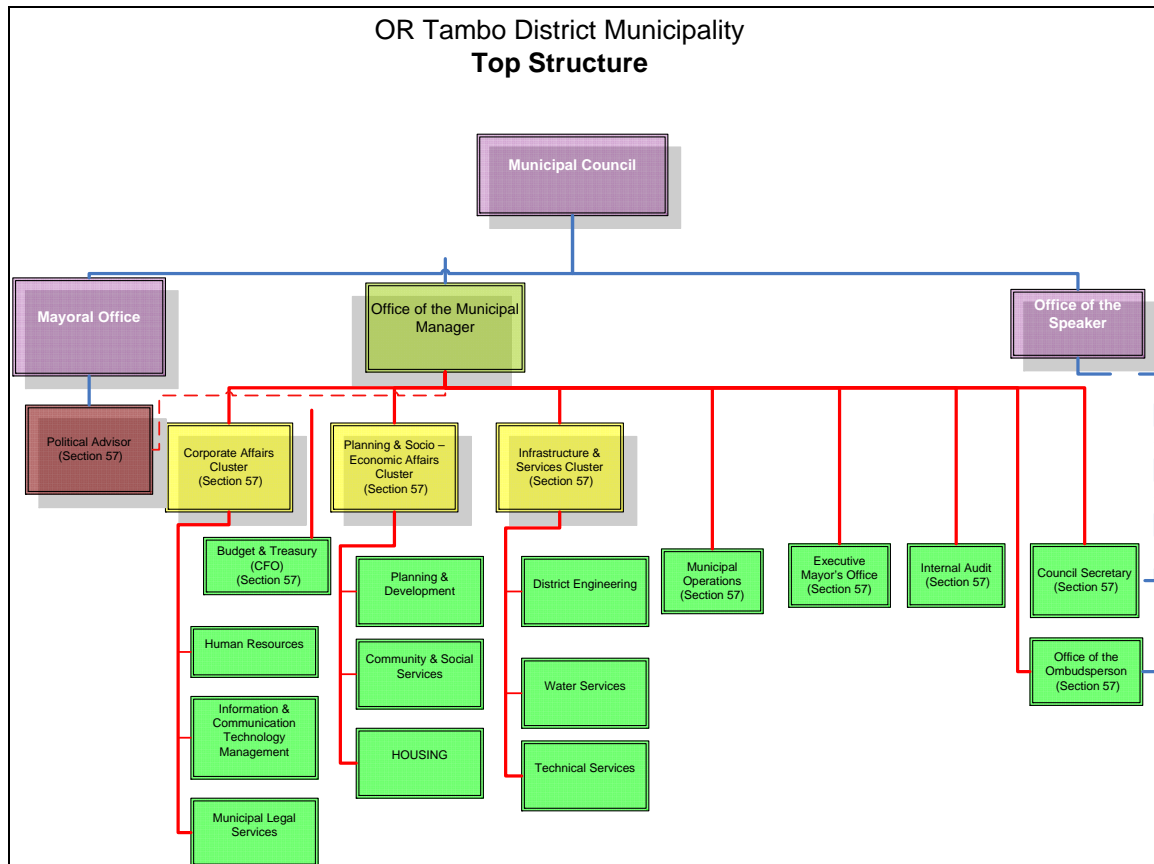 OR Tambo District Municipality
Top Structure
Municipal Council
Mayoral Office
Office of the Municipal
Manager
Office of the
Speaker
Political Advisor
(Section 57)
Corporate Affairs
Cluster
(Section 57)
Planning & Socio –
Economic Affairs
Cluster
(Section 57)
Infrastructure &
Services Cluster
(Section 57)
Budget & Treasury
(CFO)
(Section 57)
Human Resources
Information &
Communication
Technology
Management
Municipal Legal
Services
Planning &
Development
Community & Social
Services
HOUSING
District Engineering
Water Services
Technical Services
Municipal
Operations
(Section 57)
Executive
Mayor's Office
(Section 57)
Internal Audit
(Section 57)
Council Secretary
(Section 57)
Office of the
Ombudsperson
(Section 57)